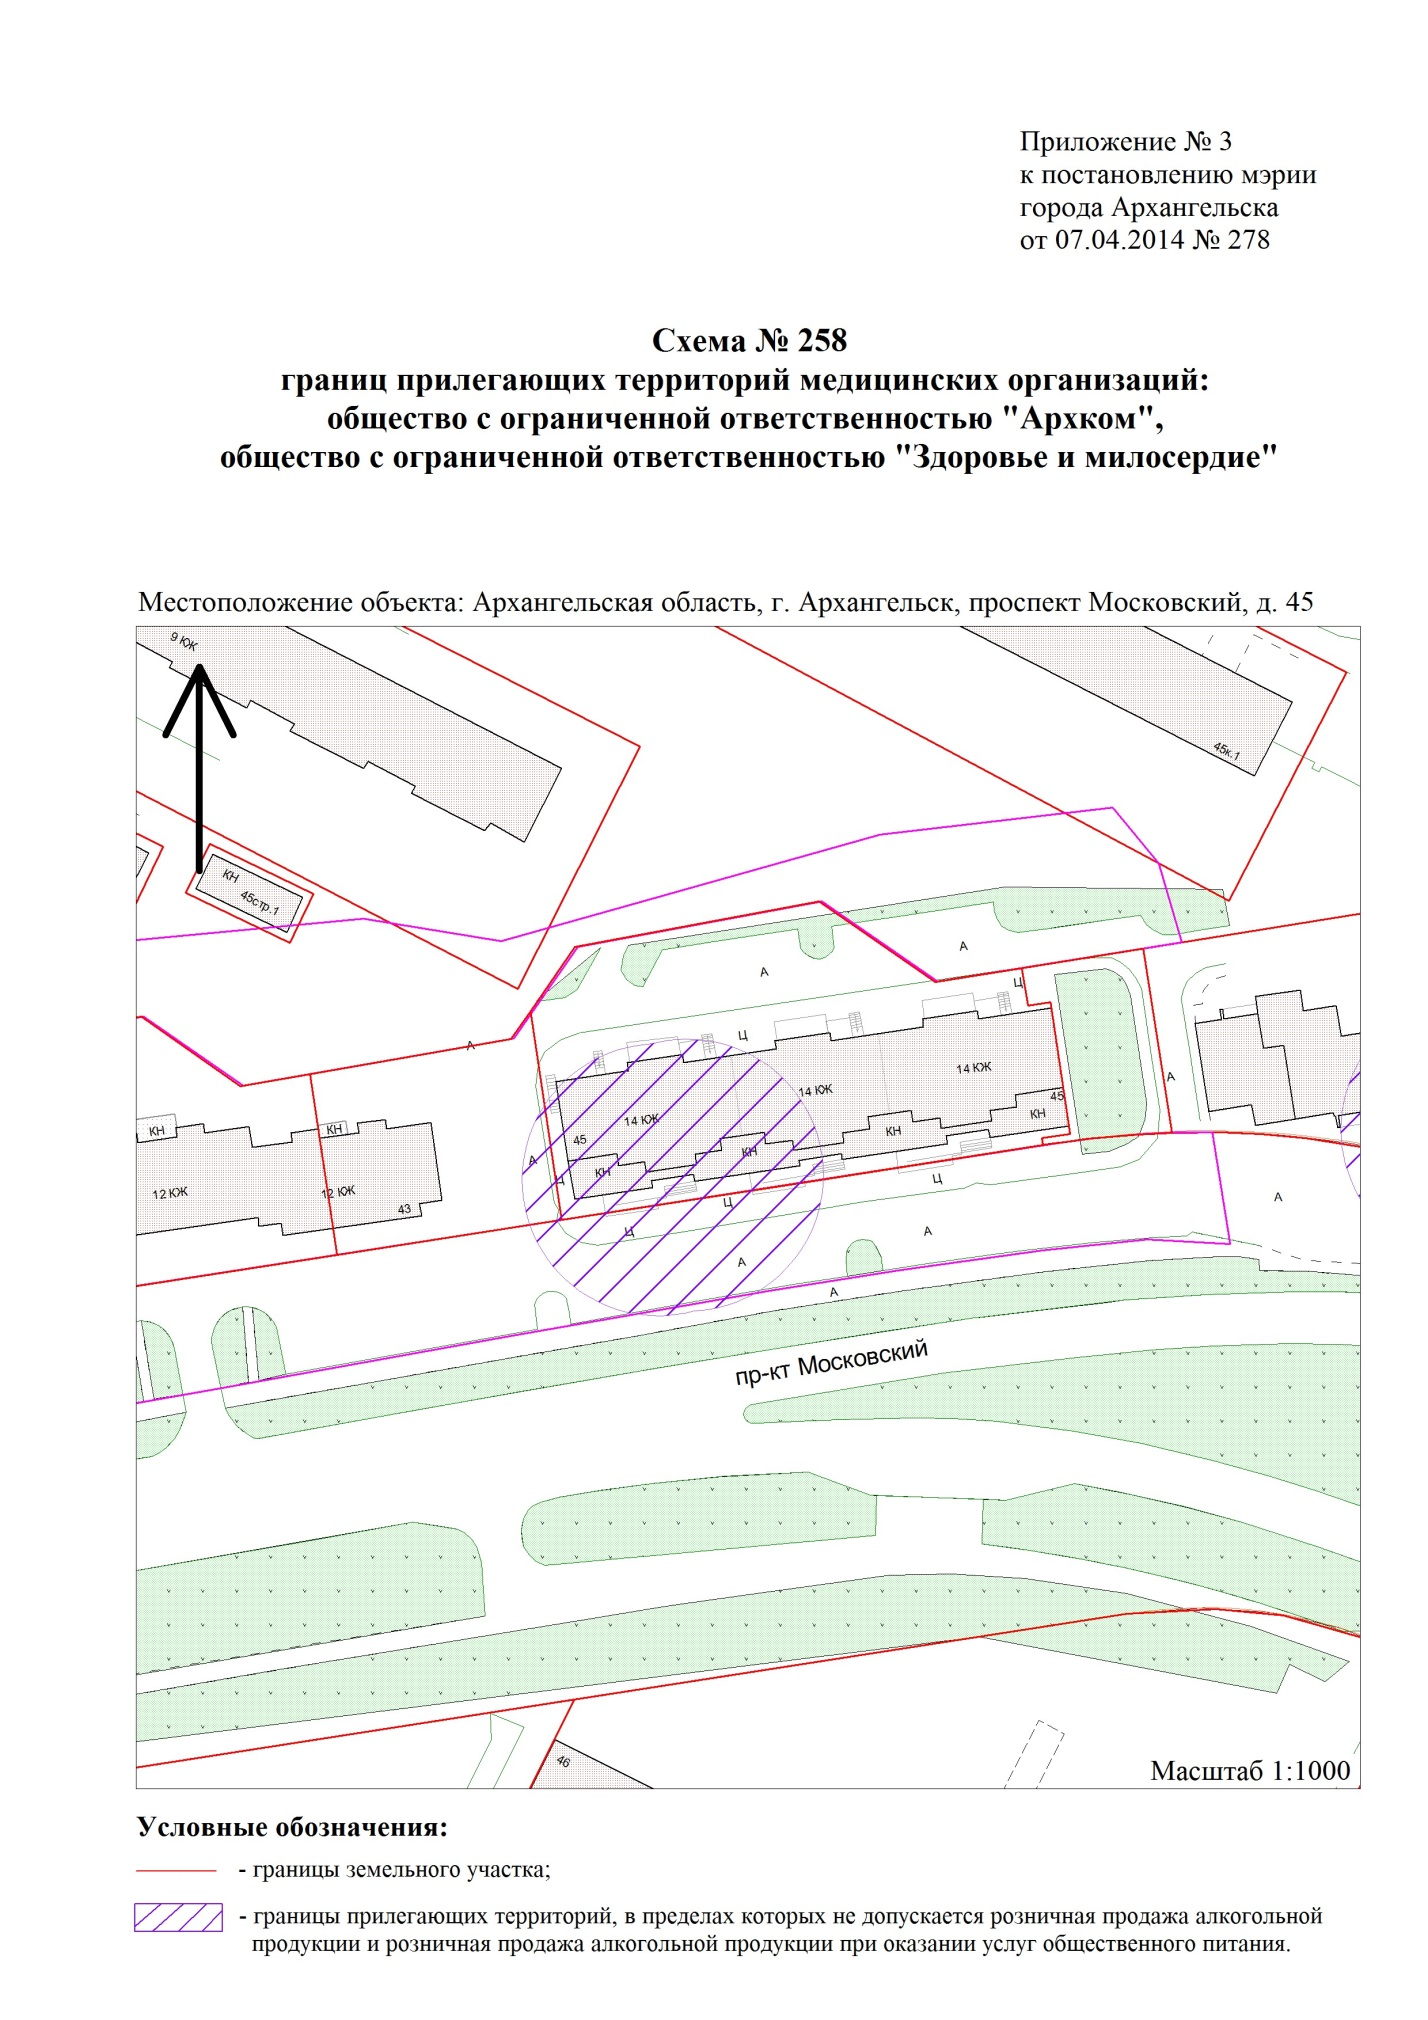 Приложение № 3
к постановлению мэрии
города Архангельска
от 07.04.2014 № 278
Схема № 258
границ прилегающих территорий медицинских организаций:
общество с ограниченной ответственностью "Архком",
общество с ограниченной ответственностью "Здоровье и милосердие"
Местоположение объекта: Архангельская область, г. Архангельск, проспект Московский, д. 45
9 КЖ
45к.1
КН
45стр.1
А
А
Ц
А
Ц
14 КЖ
14 КЖ
14 КЖ
45
КН
КН
КН
КН
45
А
А
Ц
Ц
Ц
Ц
КН
КН
12 КЖ
12 КЖ
43
А
А
А
А
пр-кт Московский
46
Масштаб 1:1000
Условные обозначения:
- границы земельного участка;
- границы прилегающих территорий, в пределах которых не допускается розничная продажа алкогольной
продукции и розничная продажа алкогольной продукции при оказании услуг общественного питания.